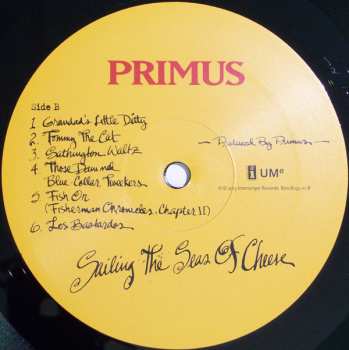 PRIMUS
Side B
1 Grandad's Little Ditty
2. Tommy The Cat
3. Sathington Waltz
4 Those Damned
Blue Collar Tweekers
5 Fish On
(Fisherman Chronicles. Chapter II)
6. Los Bastardos
- Produced By Primus -
i UMe
Sailing The Seas Of Cheese